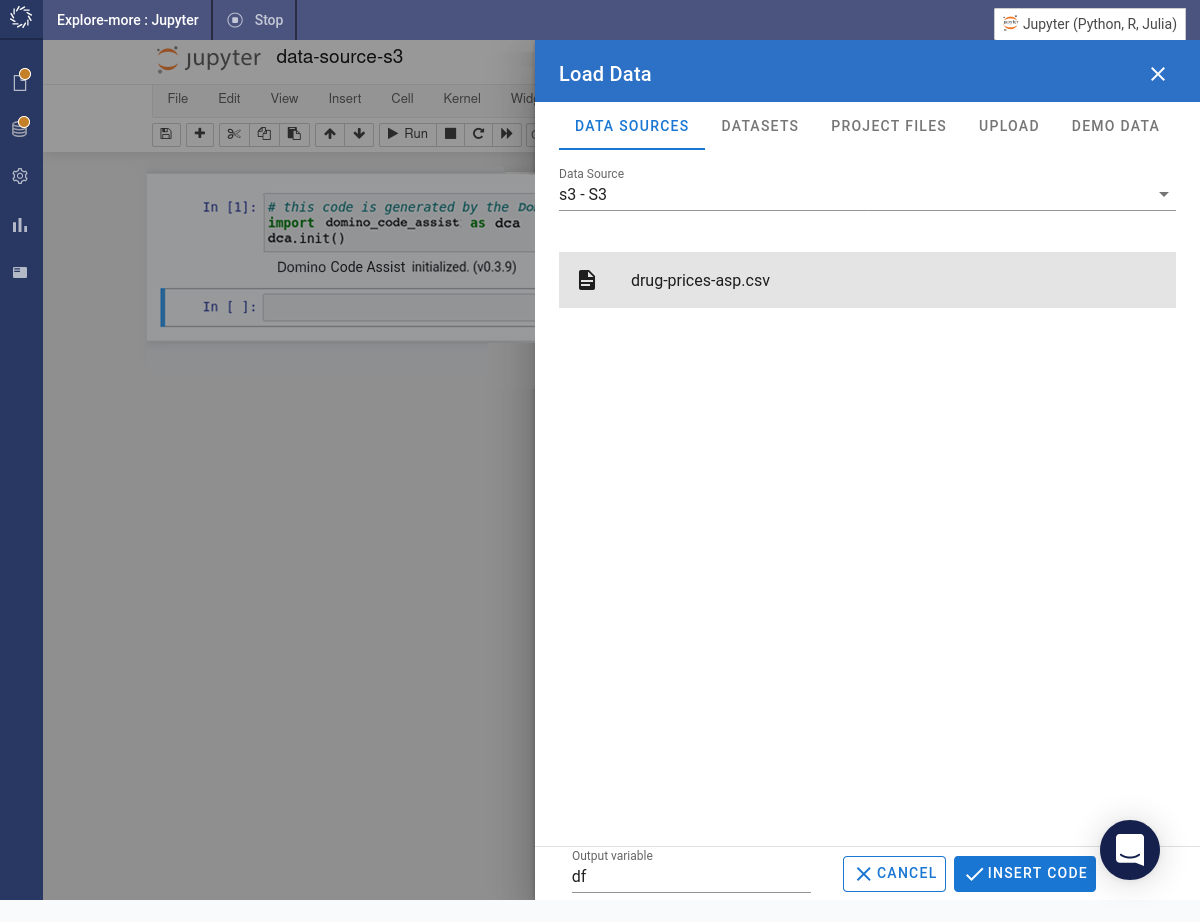 Explore-more : Jupyter
Stop
Jupyter (Python, R, Julia)
jupyter data-source-s3
File Edit View Insert Cell Kernel
Run
In [1]: # this code is generated by the
import domino_code_assist as dca
dca.init()
Domino Code Assist initialized. (v0.3.9)
In [ ]:
Load Data
DATA SOURCES DATASETS PROJECT FILES UPLOAD DEMO DATA
Data Source
s3 - S3
drug-prices-asp.csv
Output variable
df
CANCEL
INSERT CODE